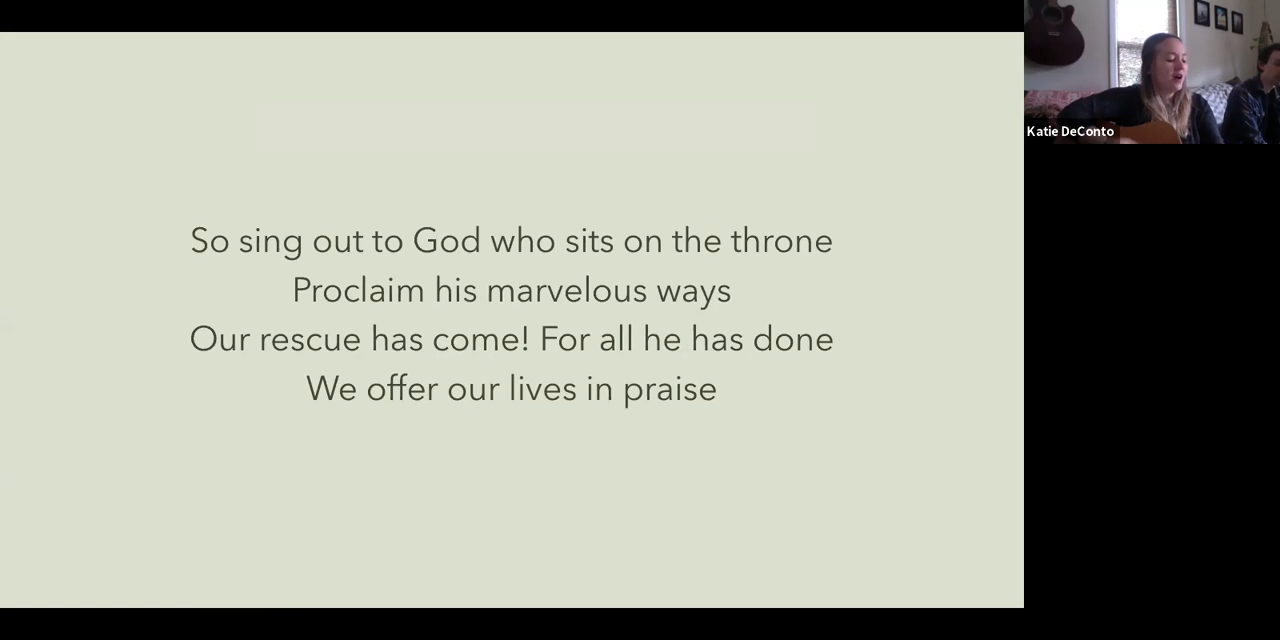 So sing out to God who sits on the throne
Proclaim his marvelous ways
Our rescue has come! For all he has done
We offer our lives in praise
Katie DeConto